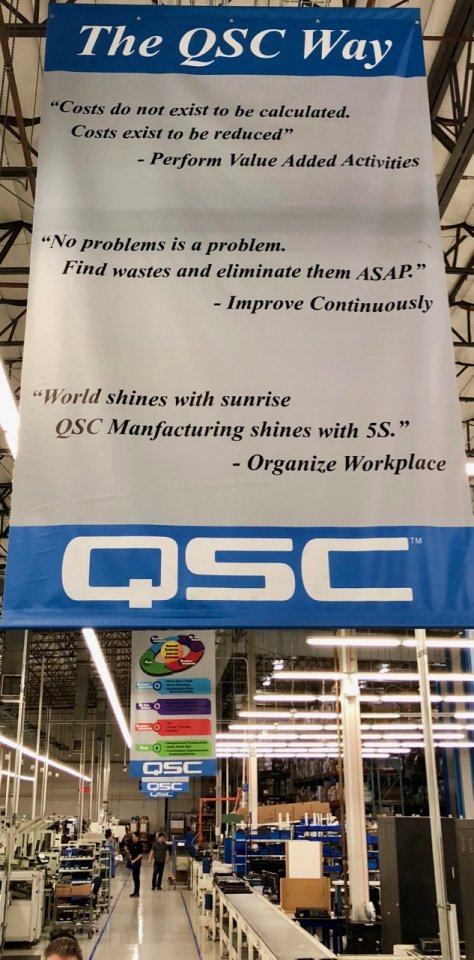 The QSC Way
“Costs do not exist to be calculated.
Costs exist to be reduced”
- Perform Value Added Activities
“No problems is a problem.
Find wastes and eliminate them ASAP.”
- Improve Continuously
“World shines with sunrise
QSC Manfacturing shines with 5S.”
- Organize Workplace
QSC™
QSC
QSC